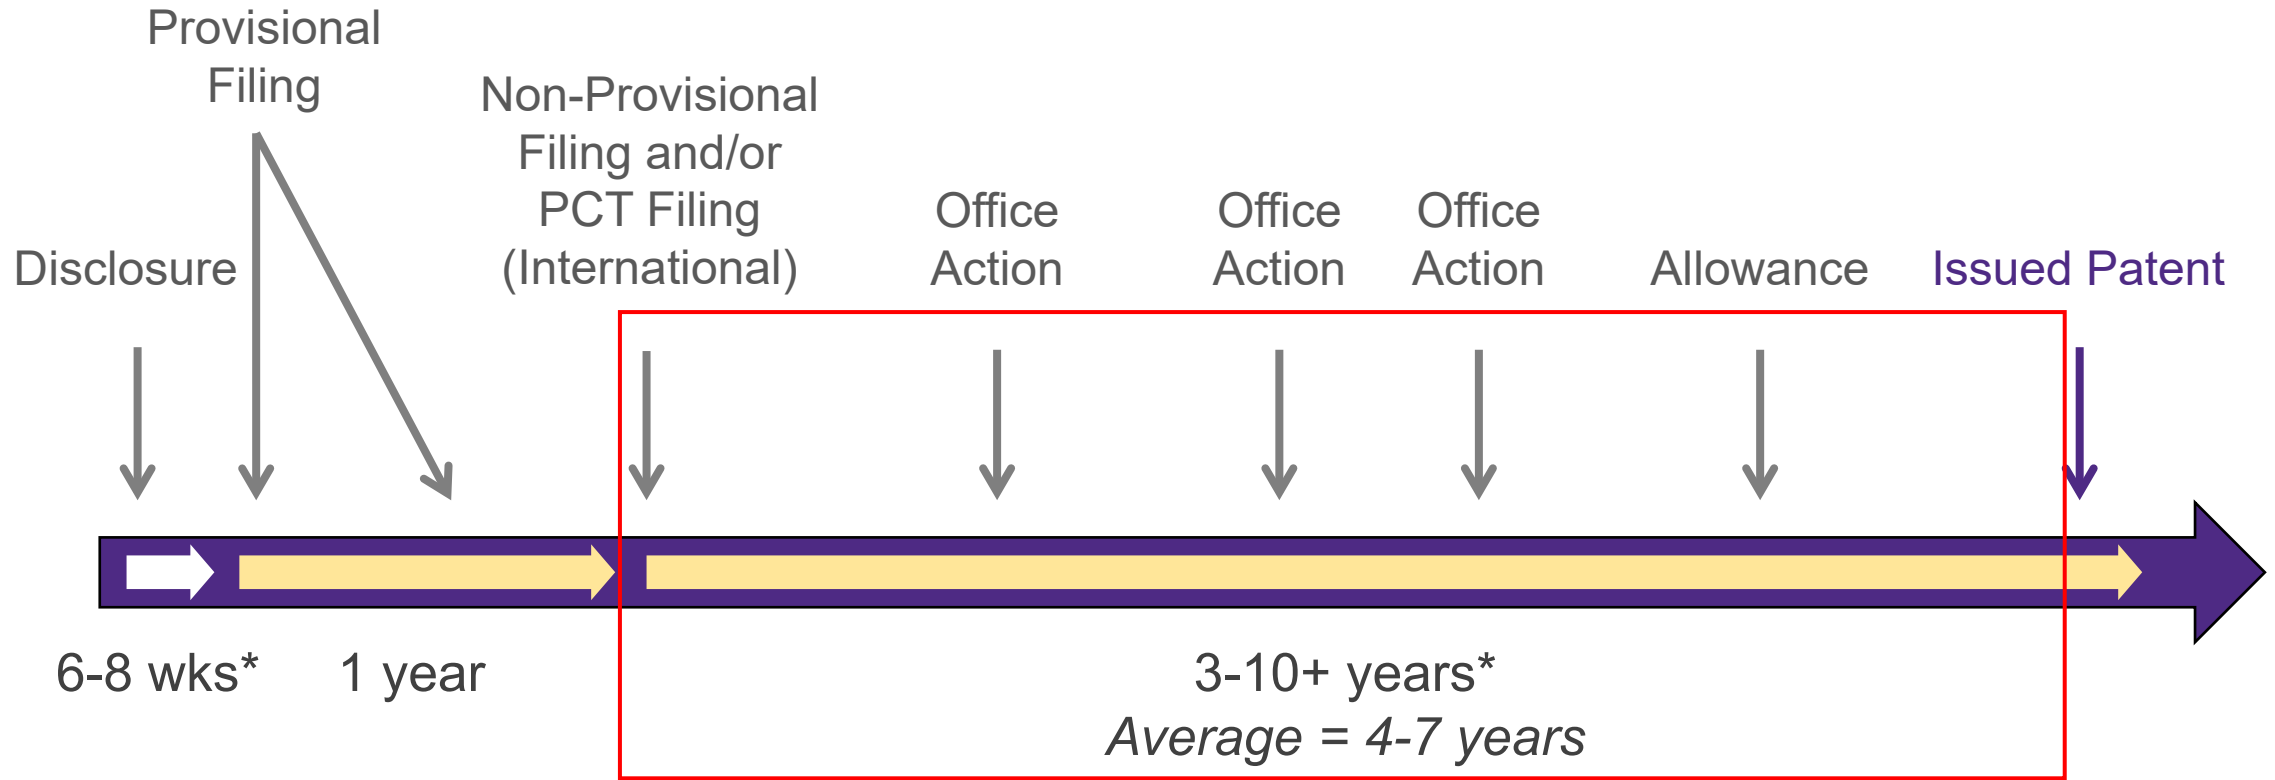 Provisional
Filing
Non-Provisional
Filing and/or
PCT Filing
(International)
Disclosure
Office
Action
Office
Action
Office
Action
Allowance
Issued Patent
6-8 wks*
1 year
3-10+ years*
Average = 4-7 years